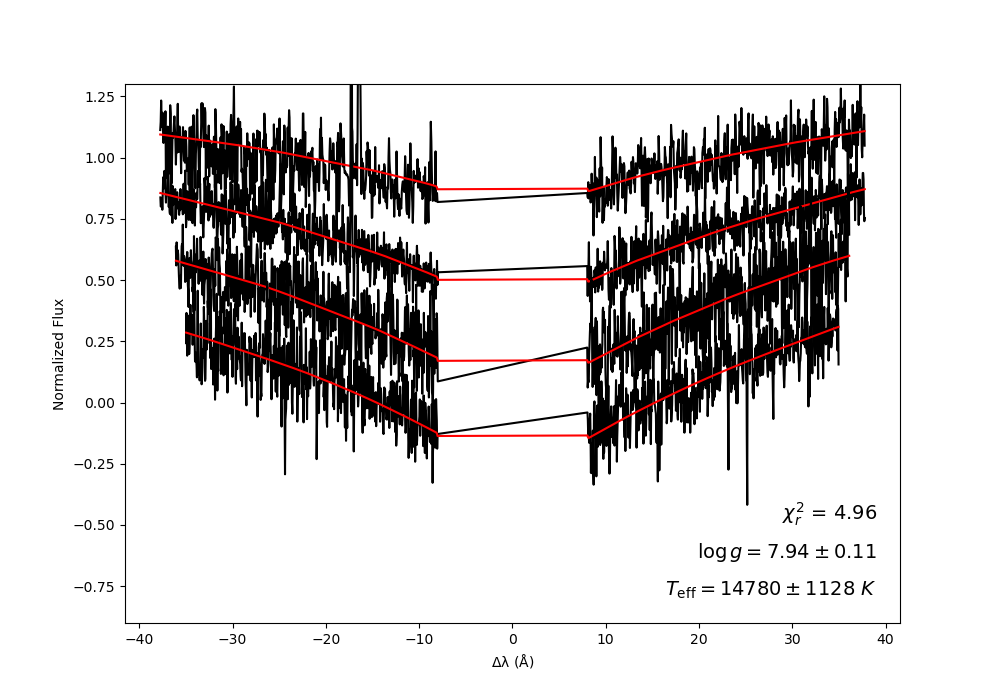 1.25
1.00
0.75
0.50
0.25
0.00
−0.25
−0.50
−0.75
Normalized Flux
χ²ᵣ = 4.96
log g = 7.94 ± 0.11
T_eff = 14780 ± 1128 K
−40 −30 −20 −10 0 10 20 30 40
Δλ (Å)